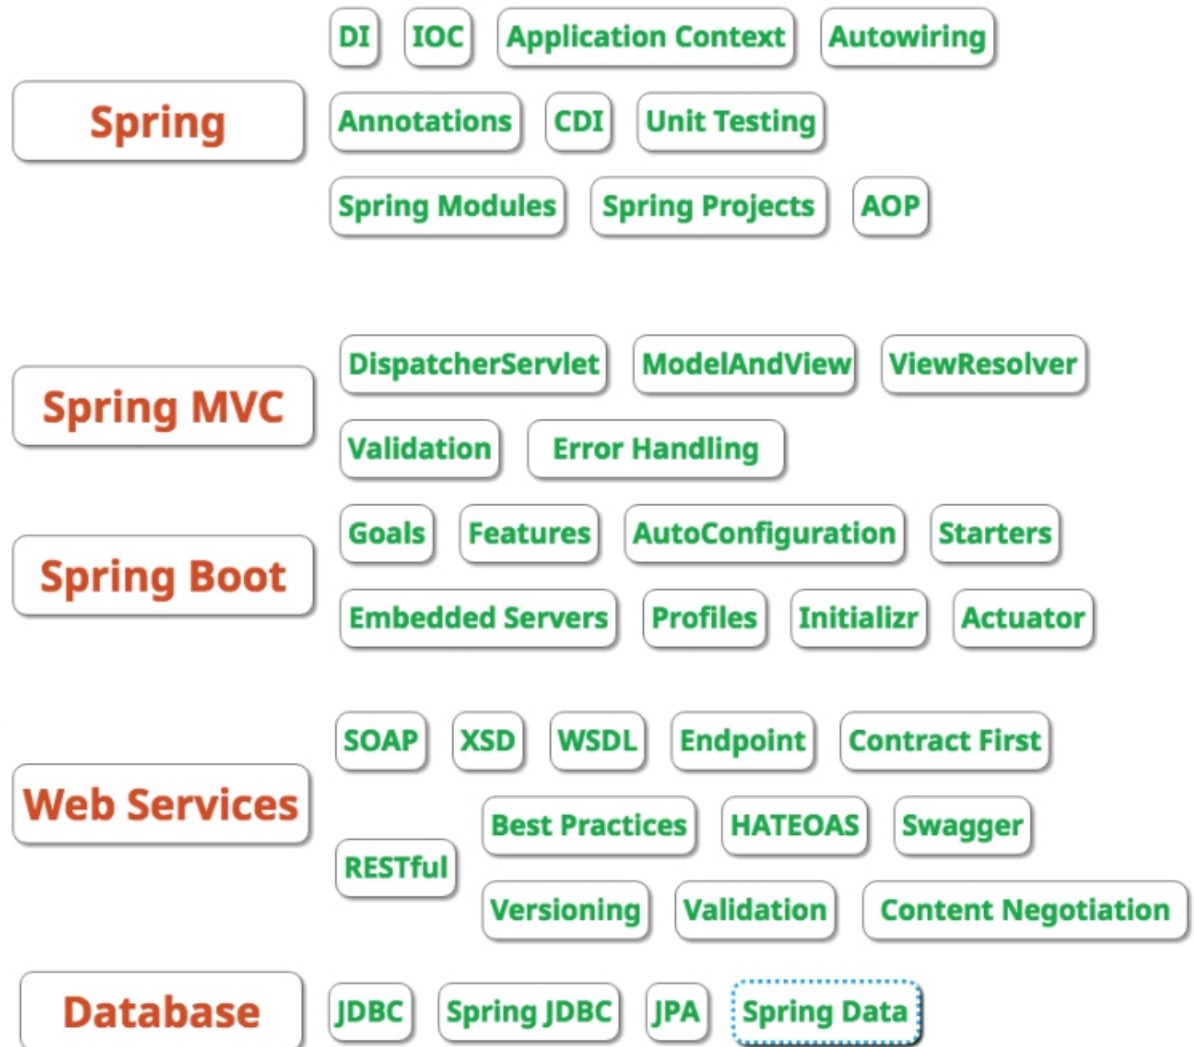 DI IOC Application Context Autowiring
Spring
Annotations CDI Unit Testing
Spring Modules Spring Projects AOP
DispatcherServlet ModelAndView ViewResolver
Spring MVC
Validation Error Handling
Goals Features AutoConfiguration Starters
Spring Boot
Embedded Servers Profiles Initializr Actuator
SOAP XSD WSDL Endpoint Contract First
Web Services
Best Practices HATEOAS Swagger
RESTful
Versioning Validation Content Negotiation
Database JDBC Spring JDBC JPA Spring Data